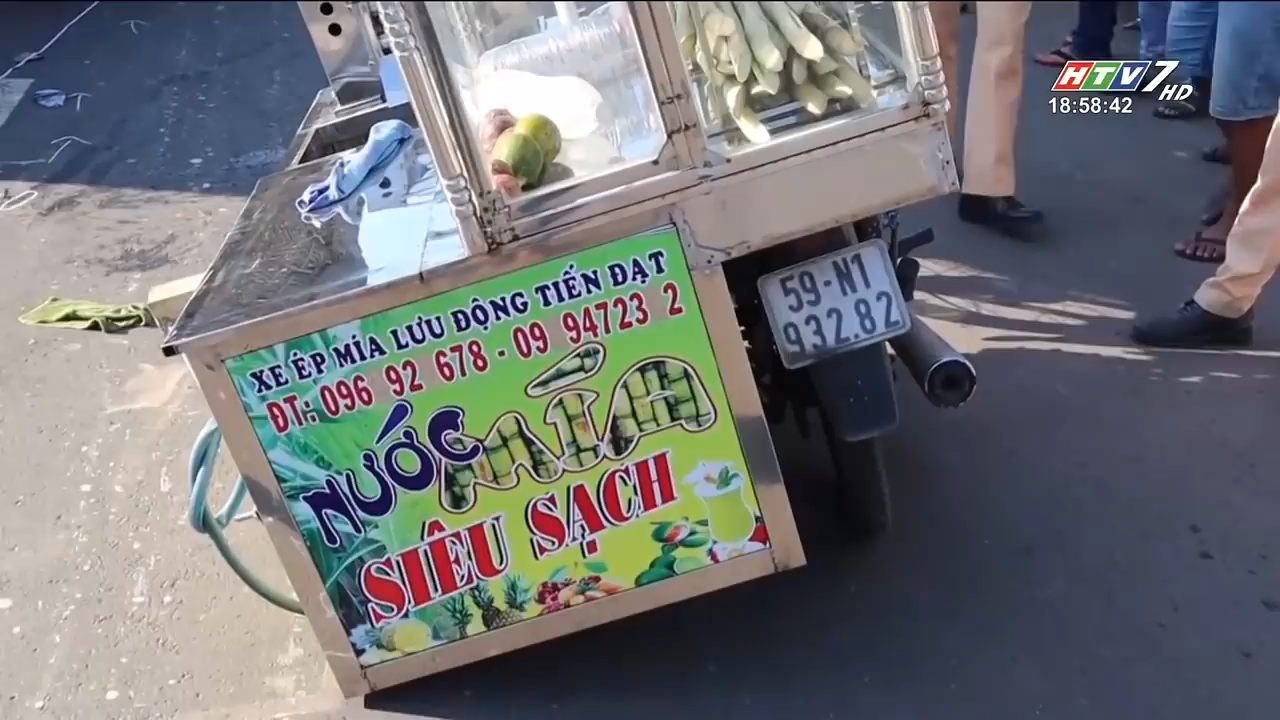 HTV7 HD
18:58:42
59-N1
932.82
XE ÉP MÍA LƯU ĐỘNG TIẾN ĐẠT
ĐT: 096 92 678 - 09 94723 2
NƯỚC MÍA
SIÊU SẠCH